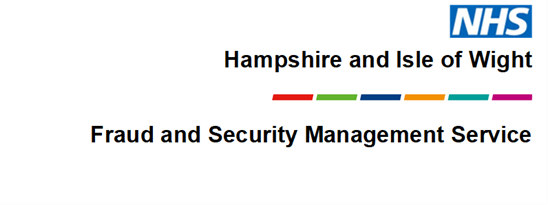 NHS
Hampshire and Isle of Wight
Fraud and Security Management Service